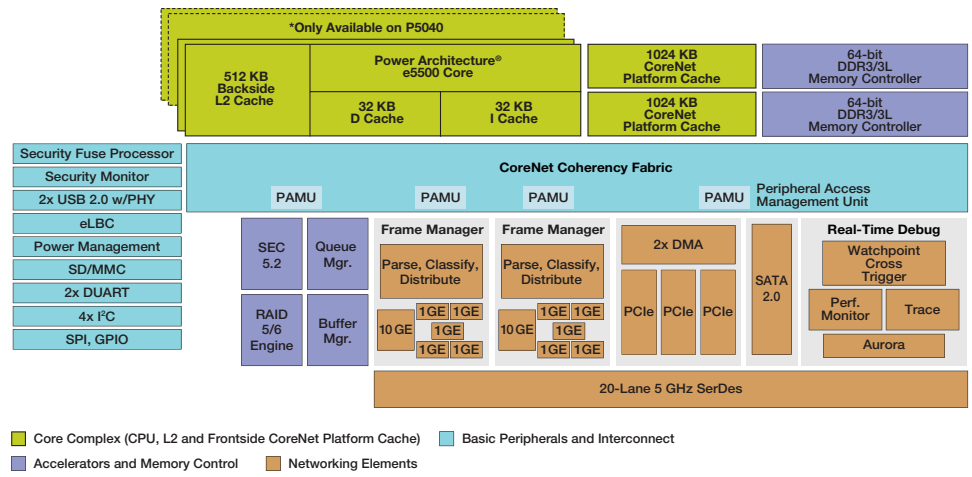 *Only Available on P5040
512 KB
Backside
L2 Cache
Power Architecture®
e5500 Core
32 KB
D Cache
32 KB
I Cache
1024 KB
CoreNet
Platform Cache
1024 KB
CoreNet
Platform Cache
64-bit
DDR3/3L
Memory Controller
64-bit
DDR3/3L
Memory Controller
Security Fuse Processor
Security Monitor
2x USB 2.0 w/PHY
eLBC
Power Management
SD/MMC
2x DUART
4x I²C
SPI, GPIO
CoreNet Coherency Fabric
PAMU
PAMU
PAMU
PAMU
Peripheral Access
Management Unit
SEC
5.2
Queue
Mgr.
RAID
5/6
Engine
Buffer
Mgr.
Frame Manager
Parse, Classify,
Distribute
10 GE
1GE
1GE
1GE
1GE
1GE
Frame Manager
Parse, Classify,
Distribute
10 GE
1GE
1GE
1GE
1GE
1GE
2x DMA
PCIe
PCIe
PCIe
SATA
2.0
Real-Time Debug
Watchpoint
Cross
Trigger
Perf.
Monitor
Trace
Aurora
20-Lane 5 GHz SerDes
Core Complex (CPU, L2 and Frontside CoreNet Platform Cache)
Basic Peripherals and Interconnect
Accelerators and Memory Control
Networking Elements